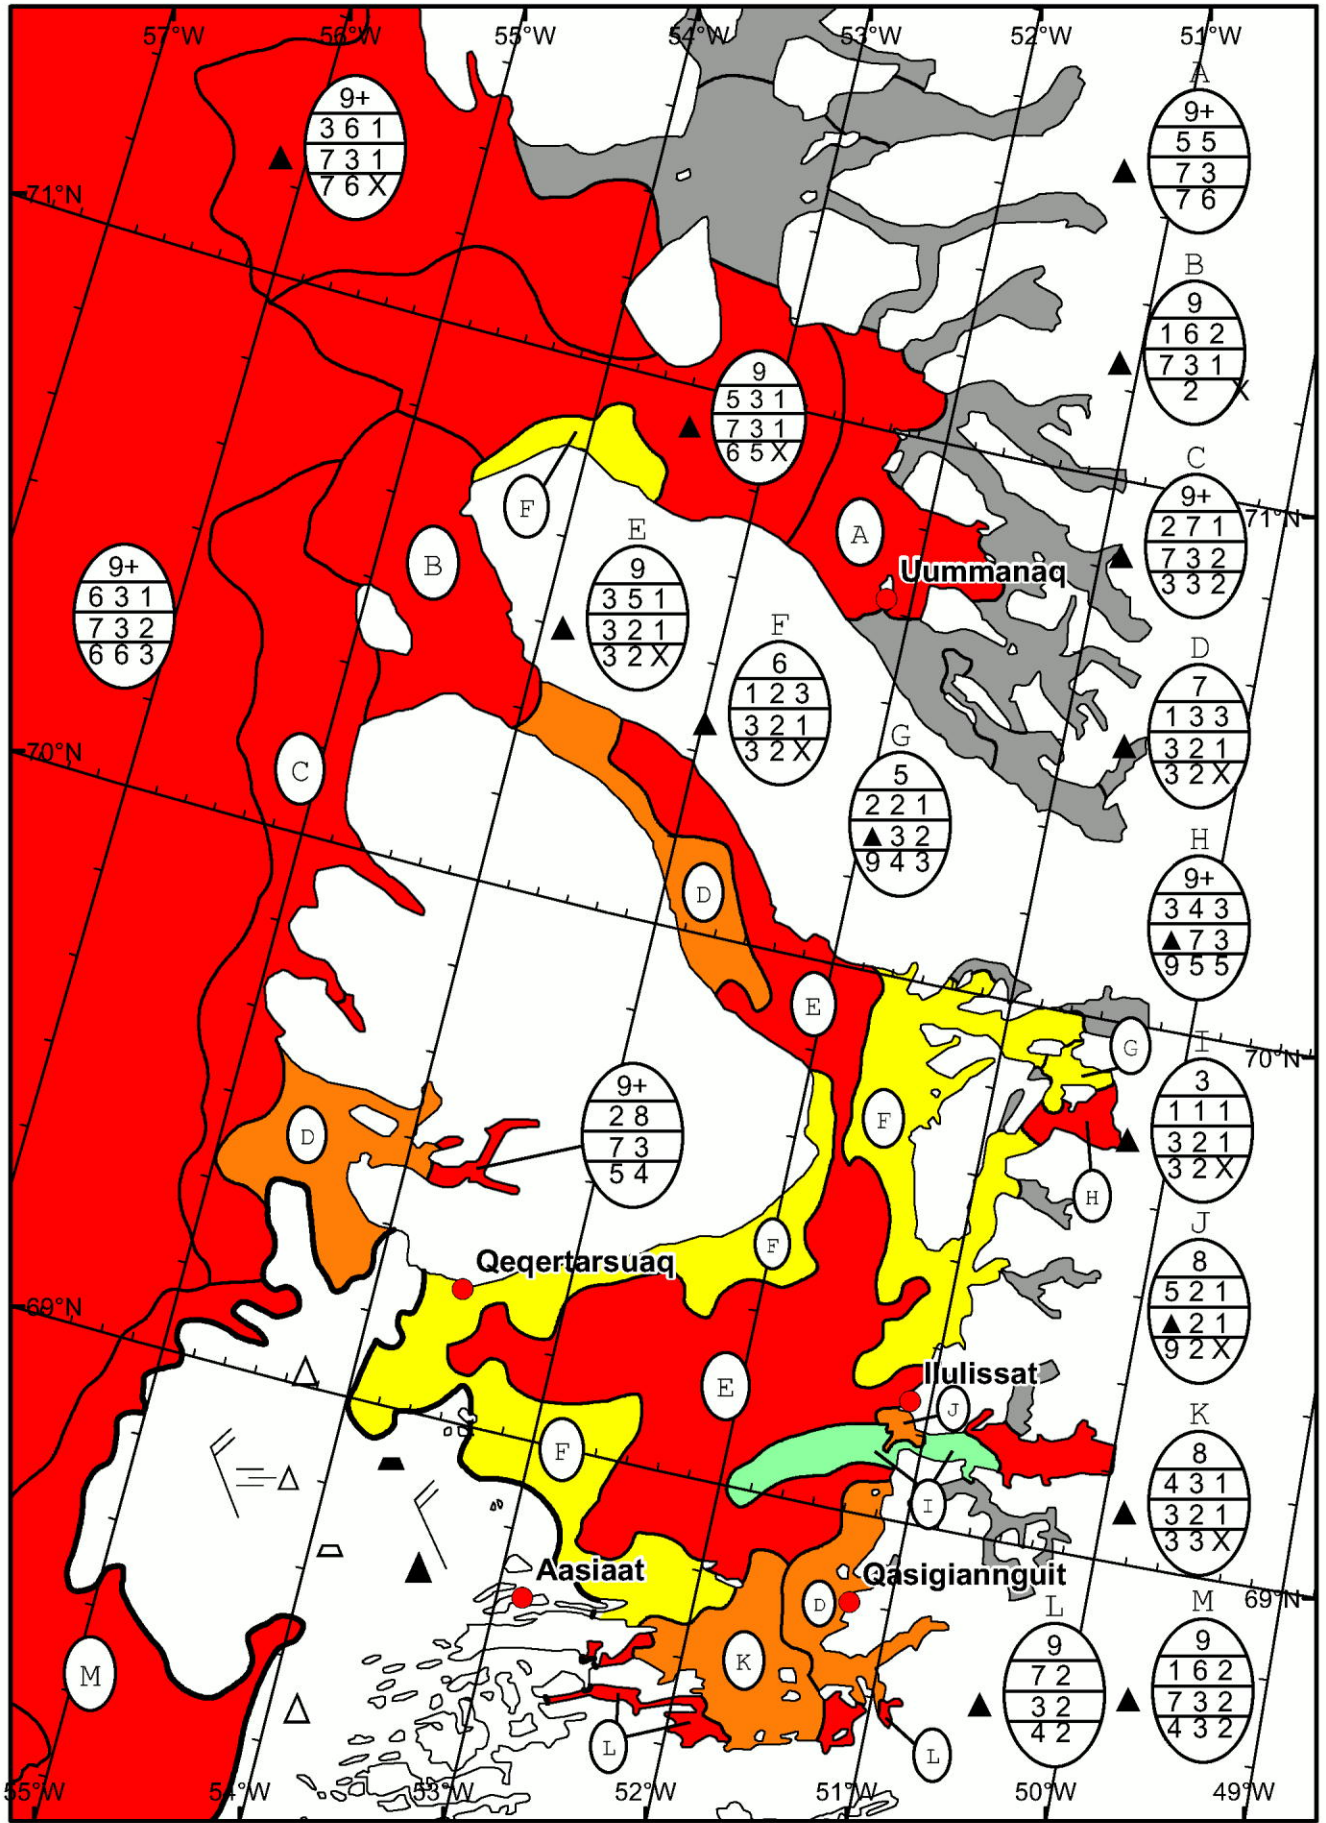 57°W 56°W 55°W 54°W 53°W 52°W 51°W
9+
3 6 1
7 3 1
7 6 X
A
9+
5 5
7 3
7 6
71°N
B
9
1 6 2
7 3 1
2 X
9
5 3 1
7 3 1
6 5 X
F
C
9+
2 7 1
7 3 2
3 3 2
71°N
A
Uummanaq
B
9+
6 3 1
7 3 2
6 6 3
E
9
3 5 1
3 2 1
3 2 X
F
6
1 2 3
3 2 1
3 2 X
D
7
1 3 3
3 2 1
3 2 X
70°N
C
G
5
2 2 1
▲ 3 2
9 4 3
H
9+
3 4 3
▲ 7 3
9 5 5
D
E
G
70°N
I
3
1 1 1
3 2 1
3 2 X
9+
2 8
7 3
5 4
D
F
H
F
Qeqertarsuaq
J
8
5 2 1
▲ 2 1
9 2 X
69°N
Ilulissat
E
J
F
K
8
4 3 1
3 2 1
3 3 X
I
Aasiaat
Qasigiannguit
D
69°N
K
M
L
9
7 2
3 2
4 2
M
9
1 6 2
7 3 2
4 3 2
L
L
55°W 54°W 53°W 52°W 51°W 50°W 49°W